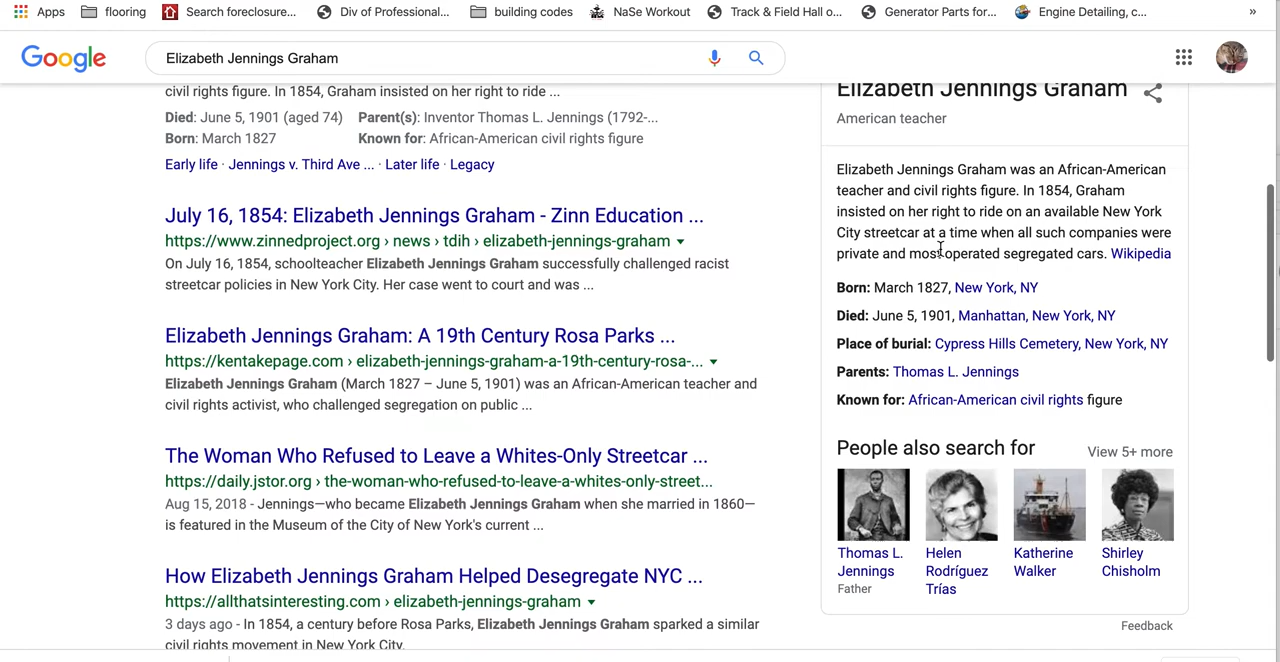 Apps flooring Search foreclosure... Div of Professional... building codes NaSe Workout Track & Field Hall o... Generator Parts for... Engine Detailing, c... »
Google Elizabeth Jennings Graham
civil rights figure. In 1854, Graham insisted on her right to ride ...
Died: June 5, 1901 (aged 74) Parent(s): Inventor Thomas L. Jennings (1792-...
Born: March 1827 Known for: African-American civil rights figure
Early life · Jennings v. Third Ave ... · Later life · Legacy
July 16, 1854: Elizabeth Jennings Graham - Zinn Education ...
https://www.zinnedproject.org › news › tdih › elizabeth-jennings-graham ▼
On July 16, 1854, schoolteacher Elizabeth Jennings Graham successfully challenged racist
streetcar policies in New York City. Her case went to court and was ...
Elizabeth Jennings Graham: A 19th Century Rosa Parks ...
https://kentakepage.com › elizabeth-jennings-graham-a-19th-century-rosa-... ▼
Elizabeth Jennings Graham (March 1827 – June 5, 1901) was an African-American teacher and
civil rights activist, who challenged segregation on public ...
The Woman Who Refused to Leave a Whites-Only Streetcar ...
https://daily.jstor.org › the-woman-who-refused-to-leave-a-whites-only-street...
Aug 15, 2018 - Jennings—who became Elizabeth Jennings Graham when she married in 1860—
is featured in the Museum of the City of New York's current ...
How Elizabeth Jennings Graham Helped Desegregate NYC ...
https://allthatsinteresting.com › elizabeth-jennings-graham ▼
3 days ago - In 1854, a century before Rosa Parks, Elizabeth Jennings Graham sparked a similar
civil rights movement in New York City.
Elizabeth Jennings Graham
American teacher
Elizabeth Jennings Graham was an African-American
teacher and civil rights figure. In 1854, Graham
insisted on her right to ride on an available New York
City streetcar at a time when all such companies were
private and most operated segregated cars. Wikipedia
Born: March 1827, New York, NY
Died: June 5, 1901, Manhattan, New York, NY
Place of burial: Cypress Hills Cemetery, New York, NY
Parents: Thomas L. Jennings
Known for: African-American civil rights figure
People also search for View 5+ more
Thomas L. Helen Katherine Shirley
Jennings Rodríguez Walker Chisholm
Father Trías
Feedback